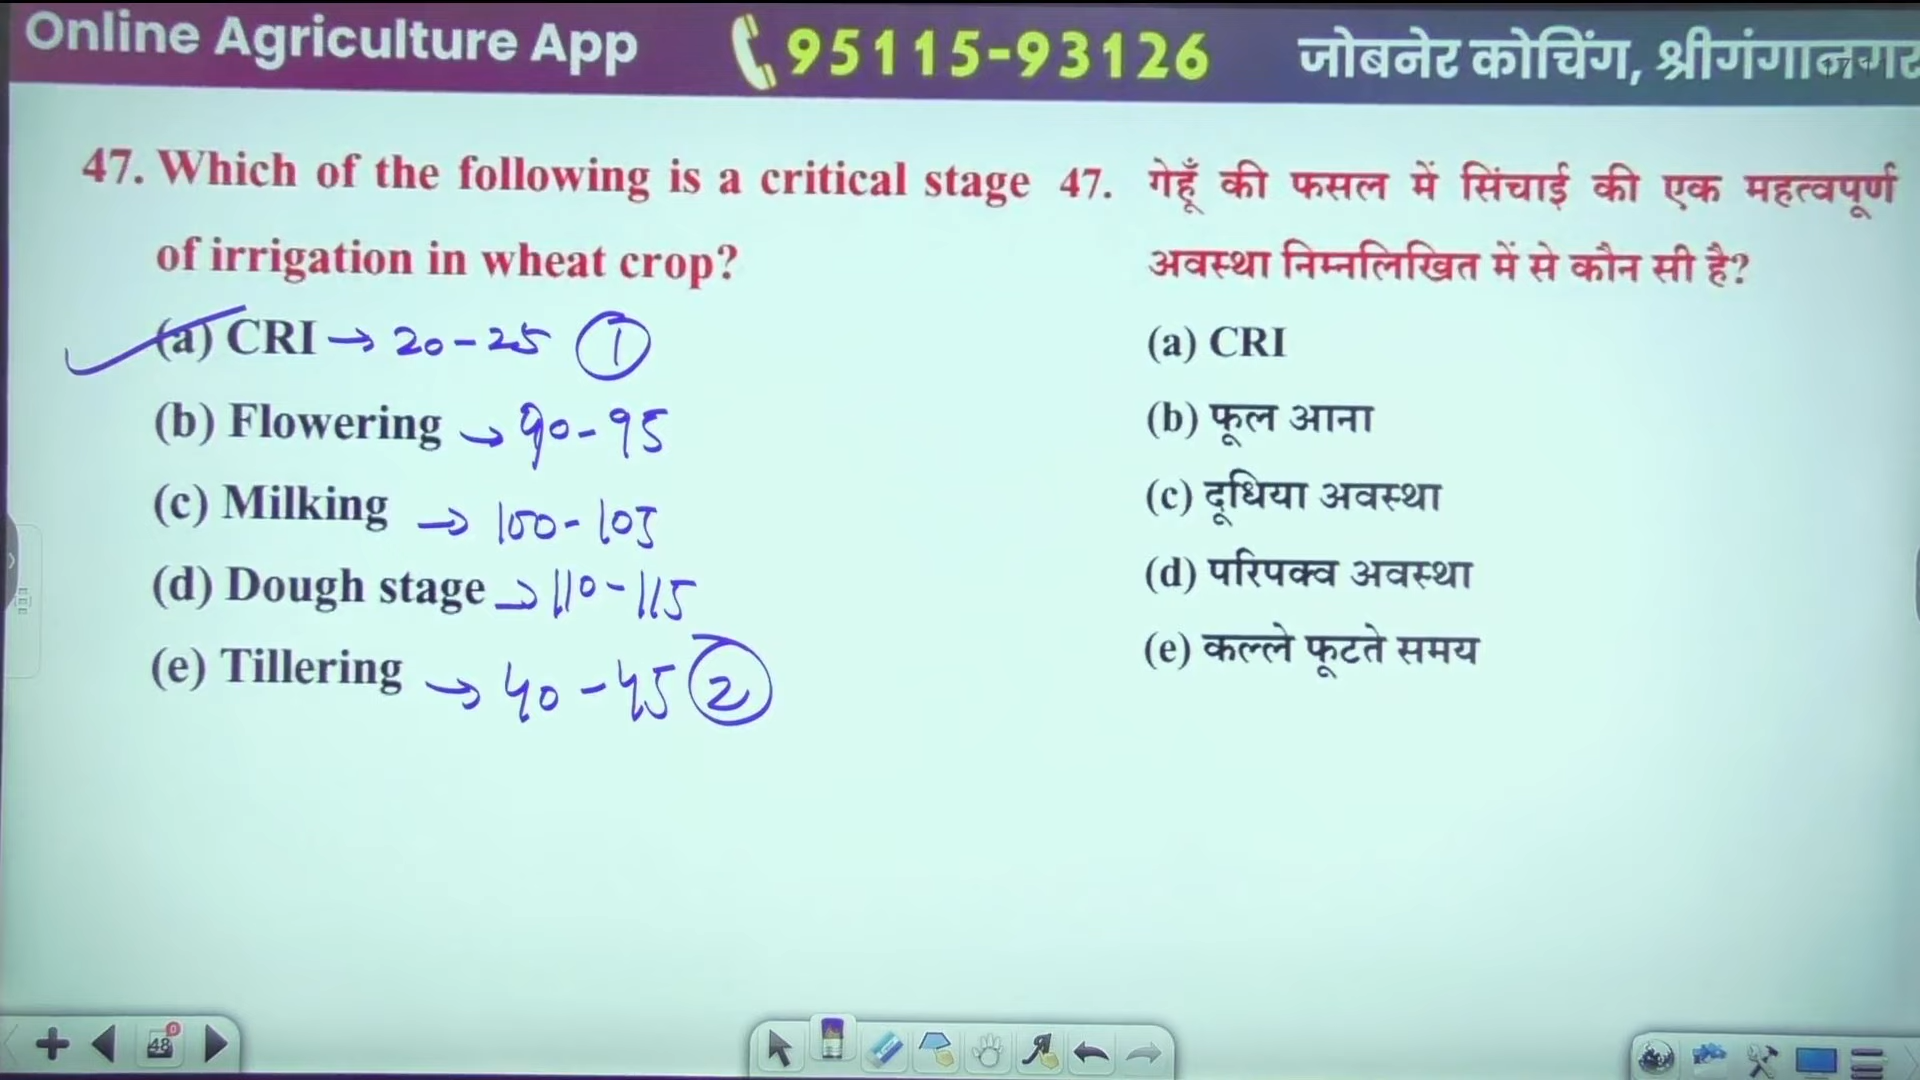 Online Agriculture App 95115-93126 जोबनेर कोचिंग, श्रीगंगानगर
47. Which of the following is a critical stage
of irrigation in wheat crop?
(a) CRI → 20-25 ①
(b) Flowering → 90-95
(c) Milking → 100-105
(d) Dough stage → 110-115
(e) Tillering → 40-45 ②
47. गेहूँ की फसल में सिंचाई की एक महत्वपूर्ण
अवस्था निम्नलिखित में से कौन सी है?
(a) CRI
(b) फूल आना
(c) दूधिया अवस्था
(d) परिपक्व अवस्था
(e) कल्ले फूटते समय
48
0